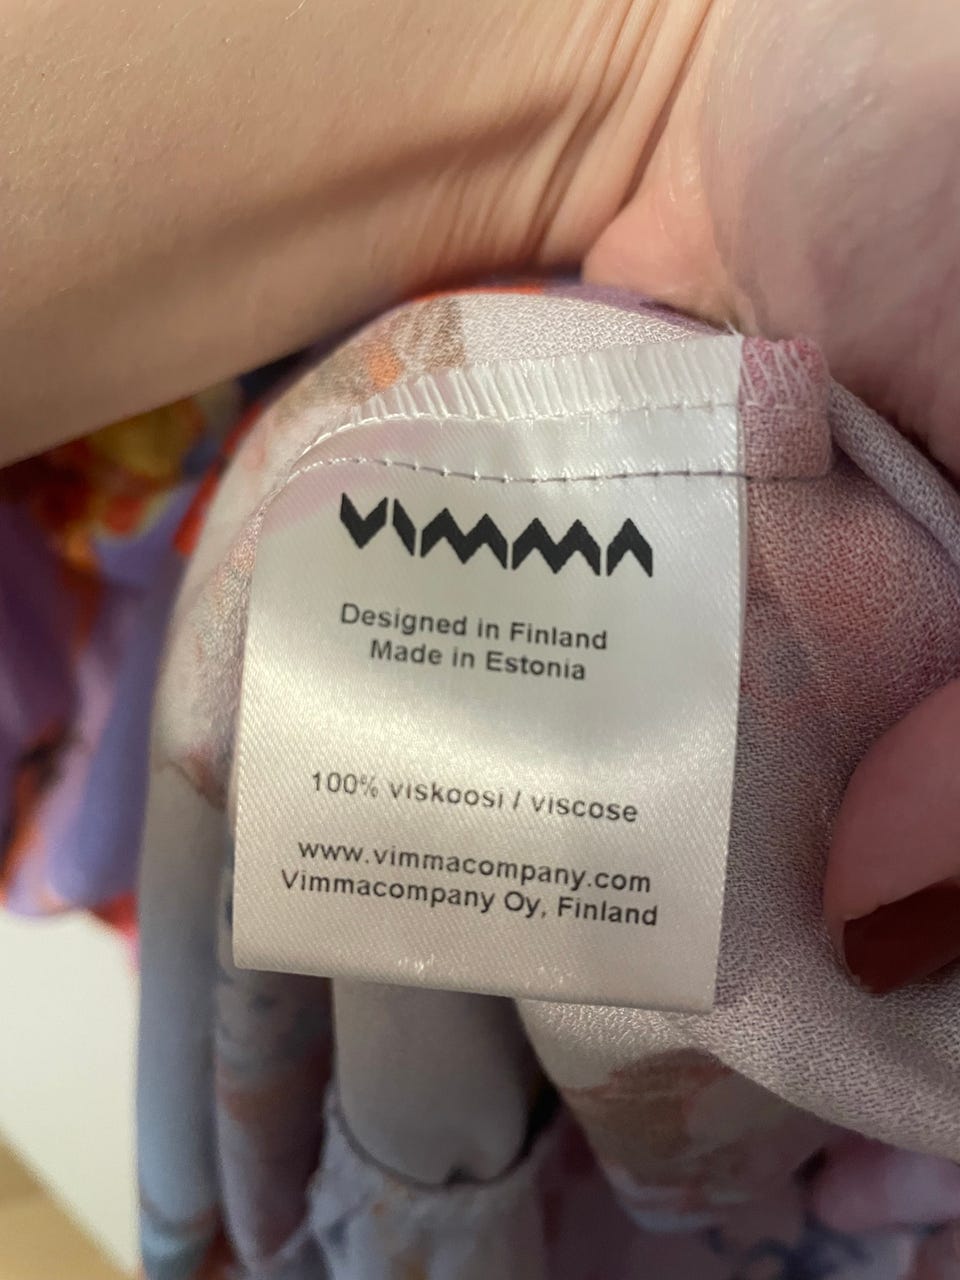 VIMMA
Designed in Finland
Made in Estonia
100% viskoosi / viscose
www.vimmacompany.com
Vimmacompany Oy, Finland